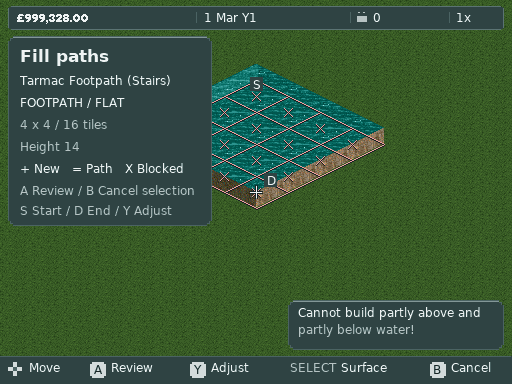 £999,328.00
1 Mar Y1
0
1x
Fill paths
Tarmac Footpath (Stairs)
FOOTPATH / FLAT
4 x 4 / 16 tiles
Height 14
+ New = Path X Blocked
A Review / B Cancel selection
S Start / D End / Y Adjust
S
D
Cannot build partly above and
partly below water!
Move
A Review
Y Adjust
SELECT Surface
B Cancel